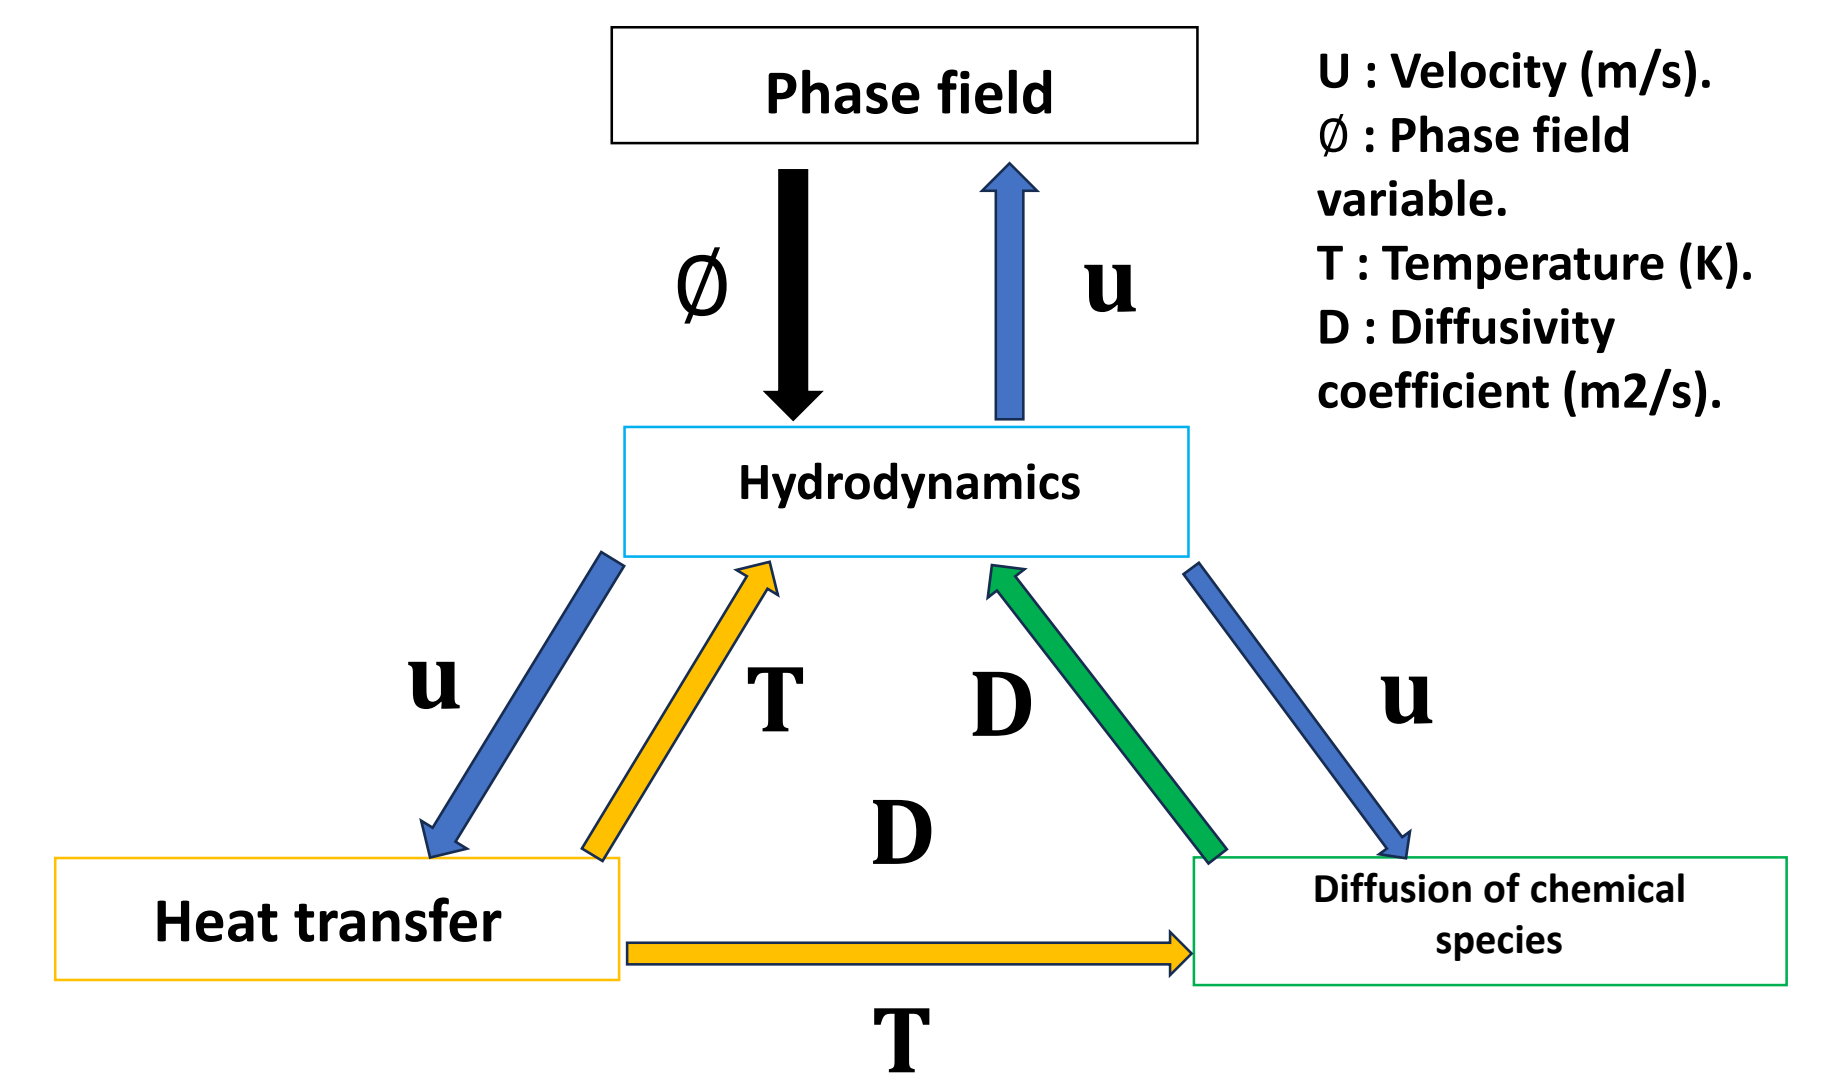 Phase field
U : Velocity (m/s).
∅ : Phase field
variable.
T : Temperature (K).
D : Diffusivity
coefficient (m2/s).
∅
u
Hydrodynamics
u
T
D
u
D
Heat transfer
Diffusion of chemical
species
T